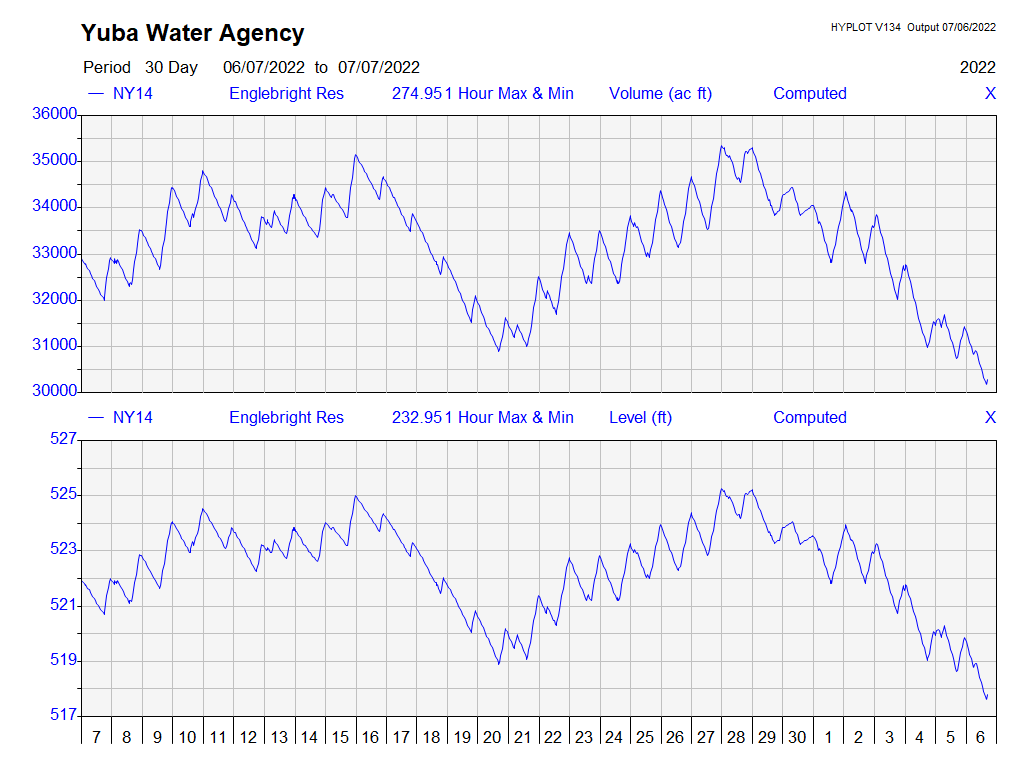 Yuba Water Agency
HYPLOT V134 Output 07/06/2022
Period 30 Day 06/07/2022 to 07/07/2022 2022
NY14 Englebright Res 274.951 Hour Max & Min Volume (ac ft) Computed X
36000
35000
34000
33000
32000
31000
30000
NY14 Englebright Res 232.951 Hour Max & Min Level (ft) Computed X
527
525
523
521
519
517
7 8 9 10 11 12 13 14 15 16 17 18 19 20 21 22 23 24 25 26 27 28 29 30 1 2 3 4 5 6